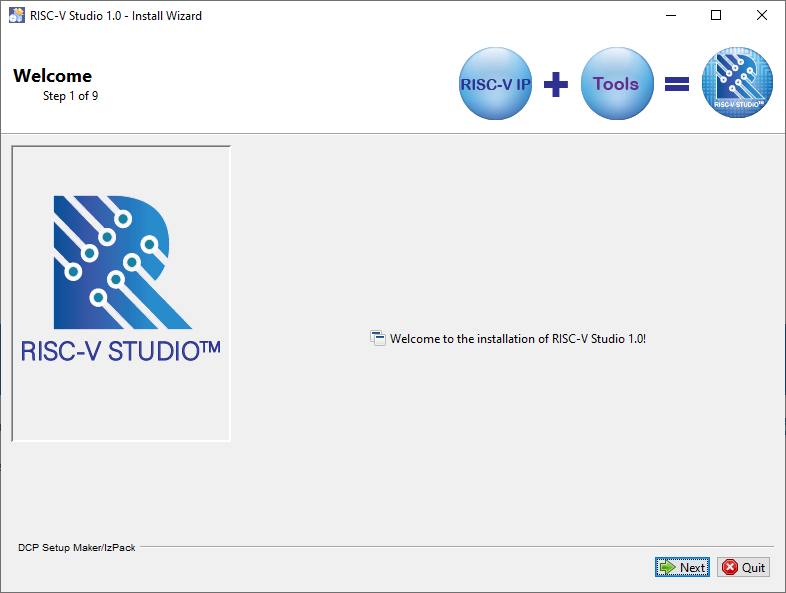 RISC-V Studio 1.0 - Install Wizard
Welcome
Step 1 of 9
RISC-V IP
Tools
RISC-V STUDIO™
RISC-V STUDIO™
Welcome to the installation of RISC-V Studio 1.0!
DCP Setup Maker/IzPack
Next
Quit